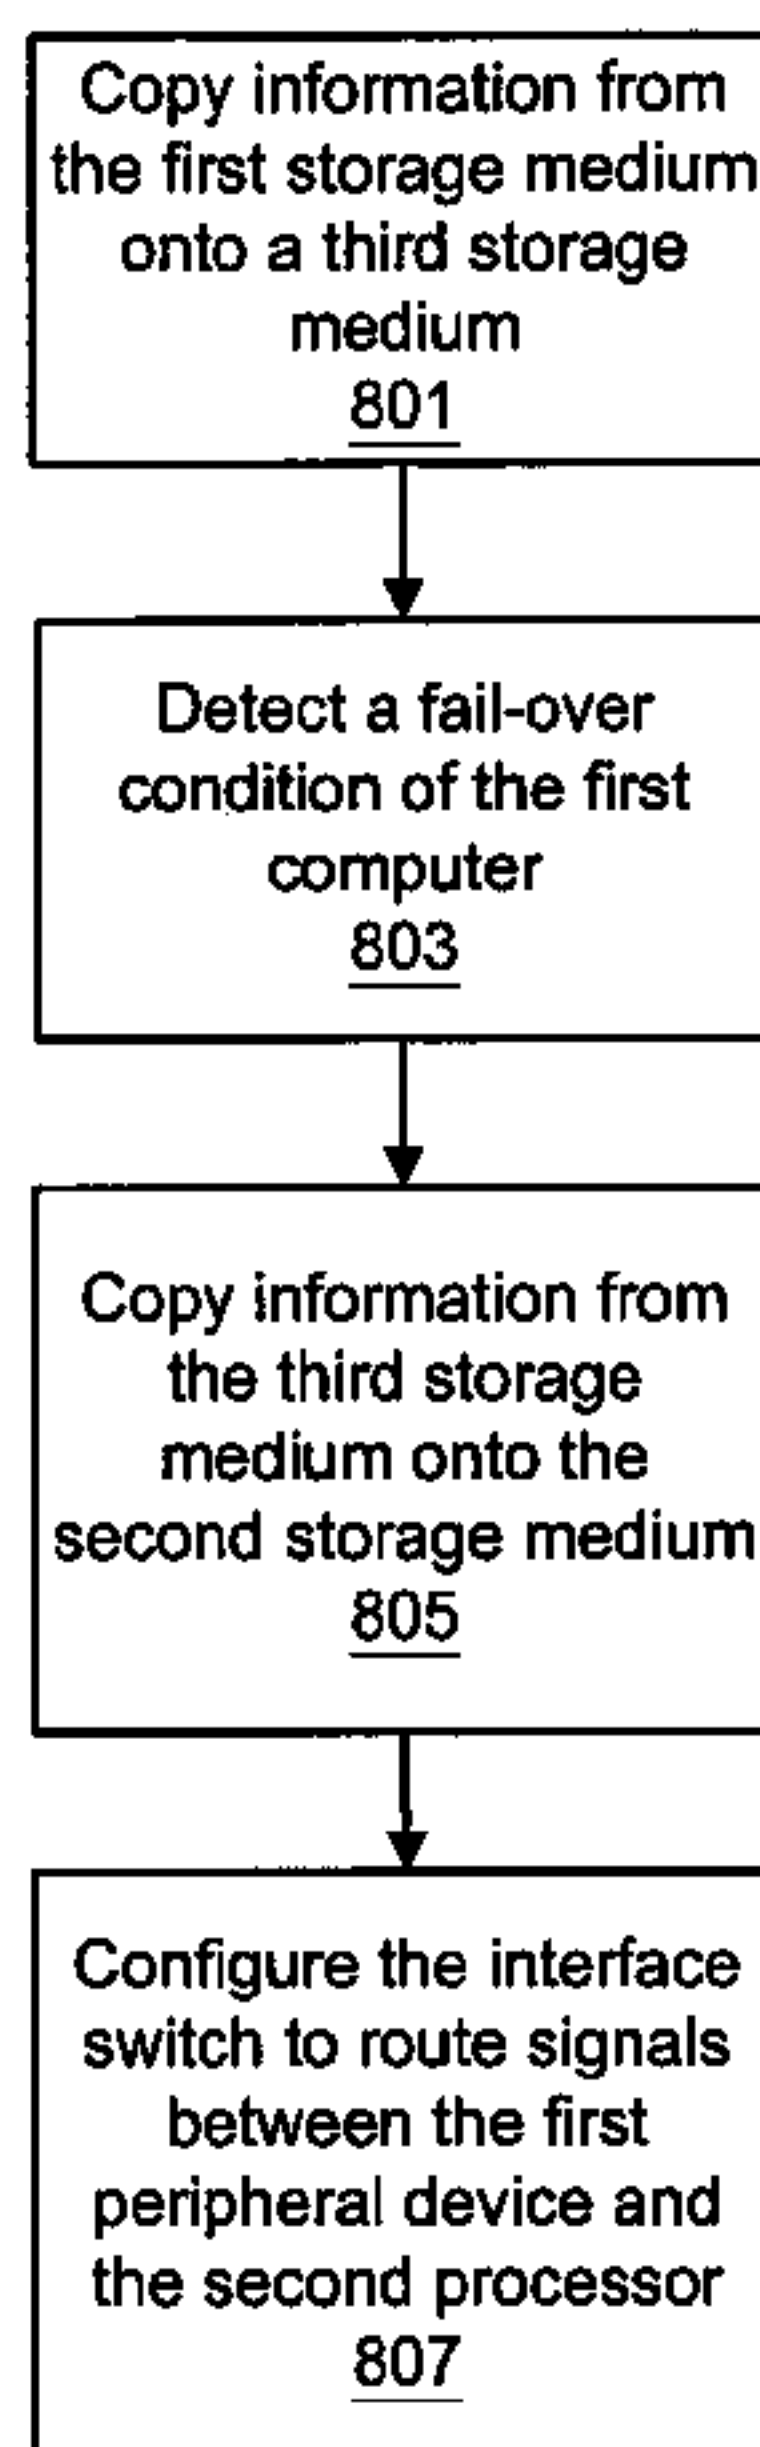 Copy information from
the first storage medium
onto a third storage
medium
801
Detect a fail-over
condition of the first
computer
803
Copy information from
the third storage
medium onto the
second storage medium
805
Configure the interface
switch to route signals
between the first
peripheral device and
the second processor
807